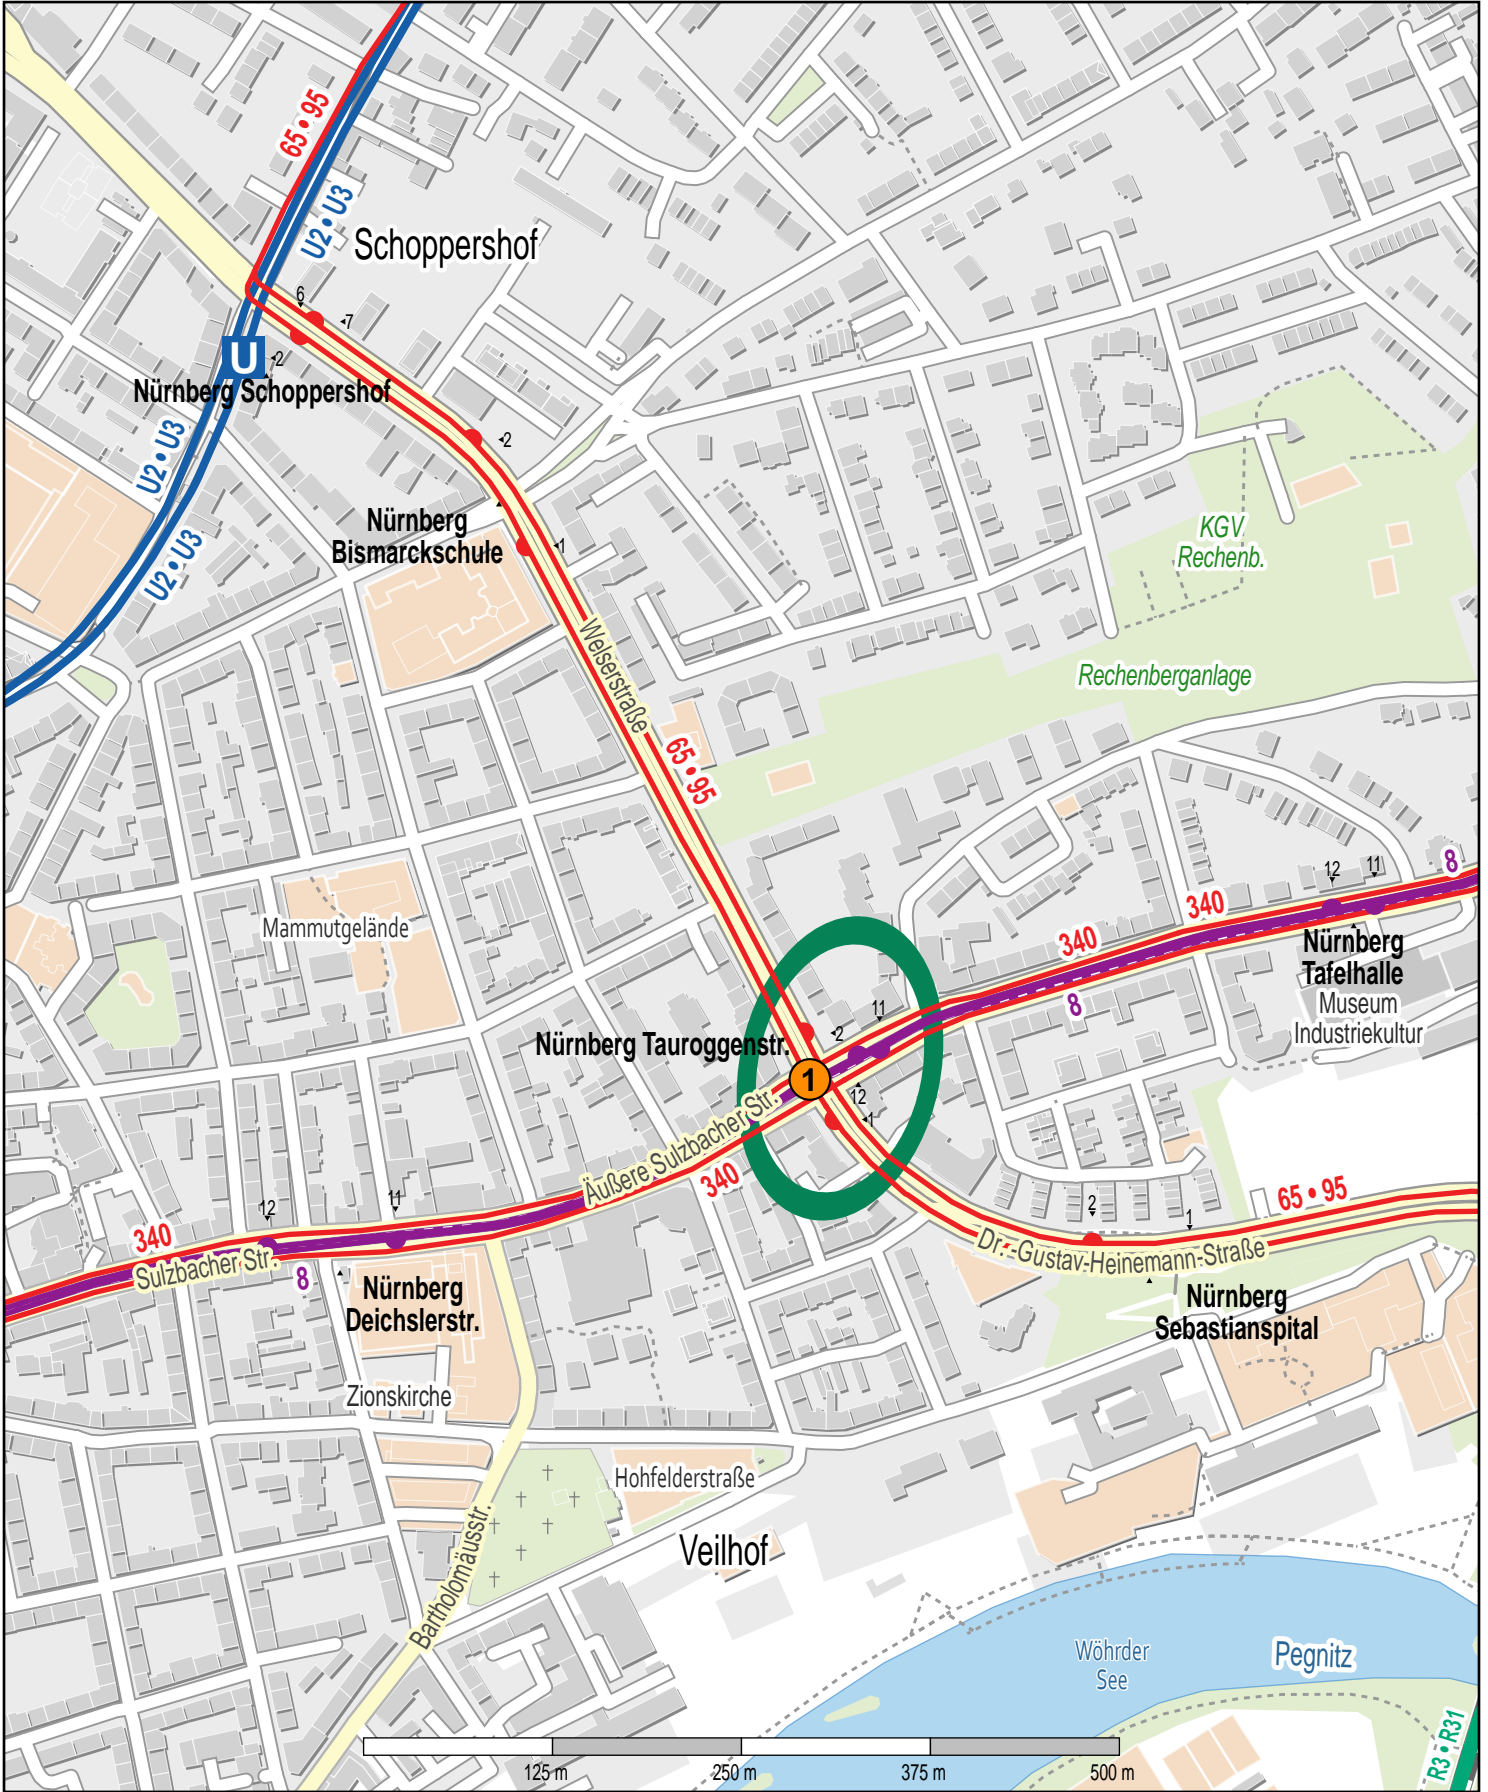 65 • 95
U2 • U3
Schoppershof
6
7
U
2
Nürnberg Schoppershof
U2 • U3
2
Nürnberg
Bismarckschule
1
U2 • U3
KGV
Rechenb.
Welserstraße
Rechenberganlage
65 • 95
8
12
11
340
Mammutgelände
340
Nürnberg
Tafelhalle
8
Museum
Industriekultur
11
2
Nürnberg Tauroggenstr.
1
12
1
Äußere Sulzbacher Str.
340
65 • 95
2
1
12
11
340
Sulzbacher Str.
8
Dr.-Gustav-Heinemann-Straße
Nürnberg
Deichslerstr.
Nürnberg
Sebastianspital
Zionskirche
Hohfelderstraße
Veilhof
Bartholomäusstr.
Wöhrder
See
Pegnitz
R3 • R31
125 m
250 m
375 m
500 m